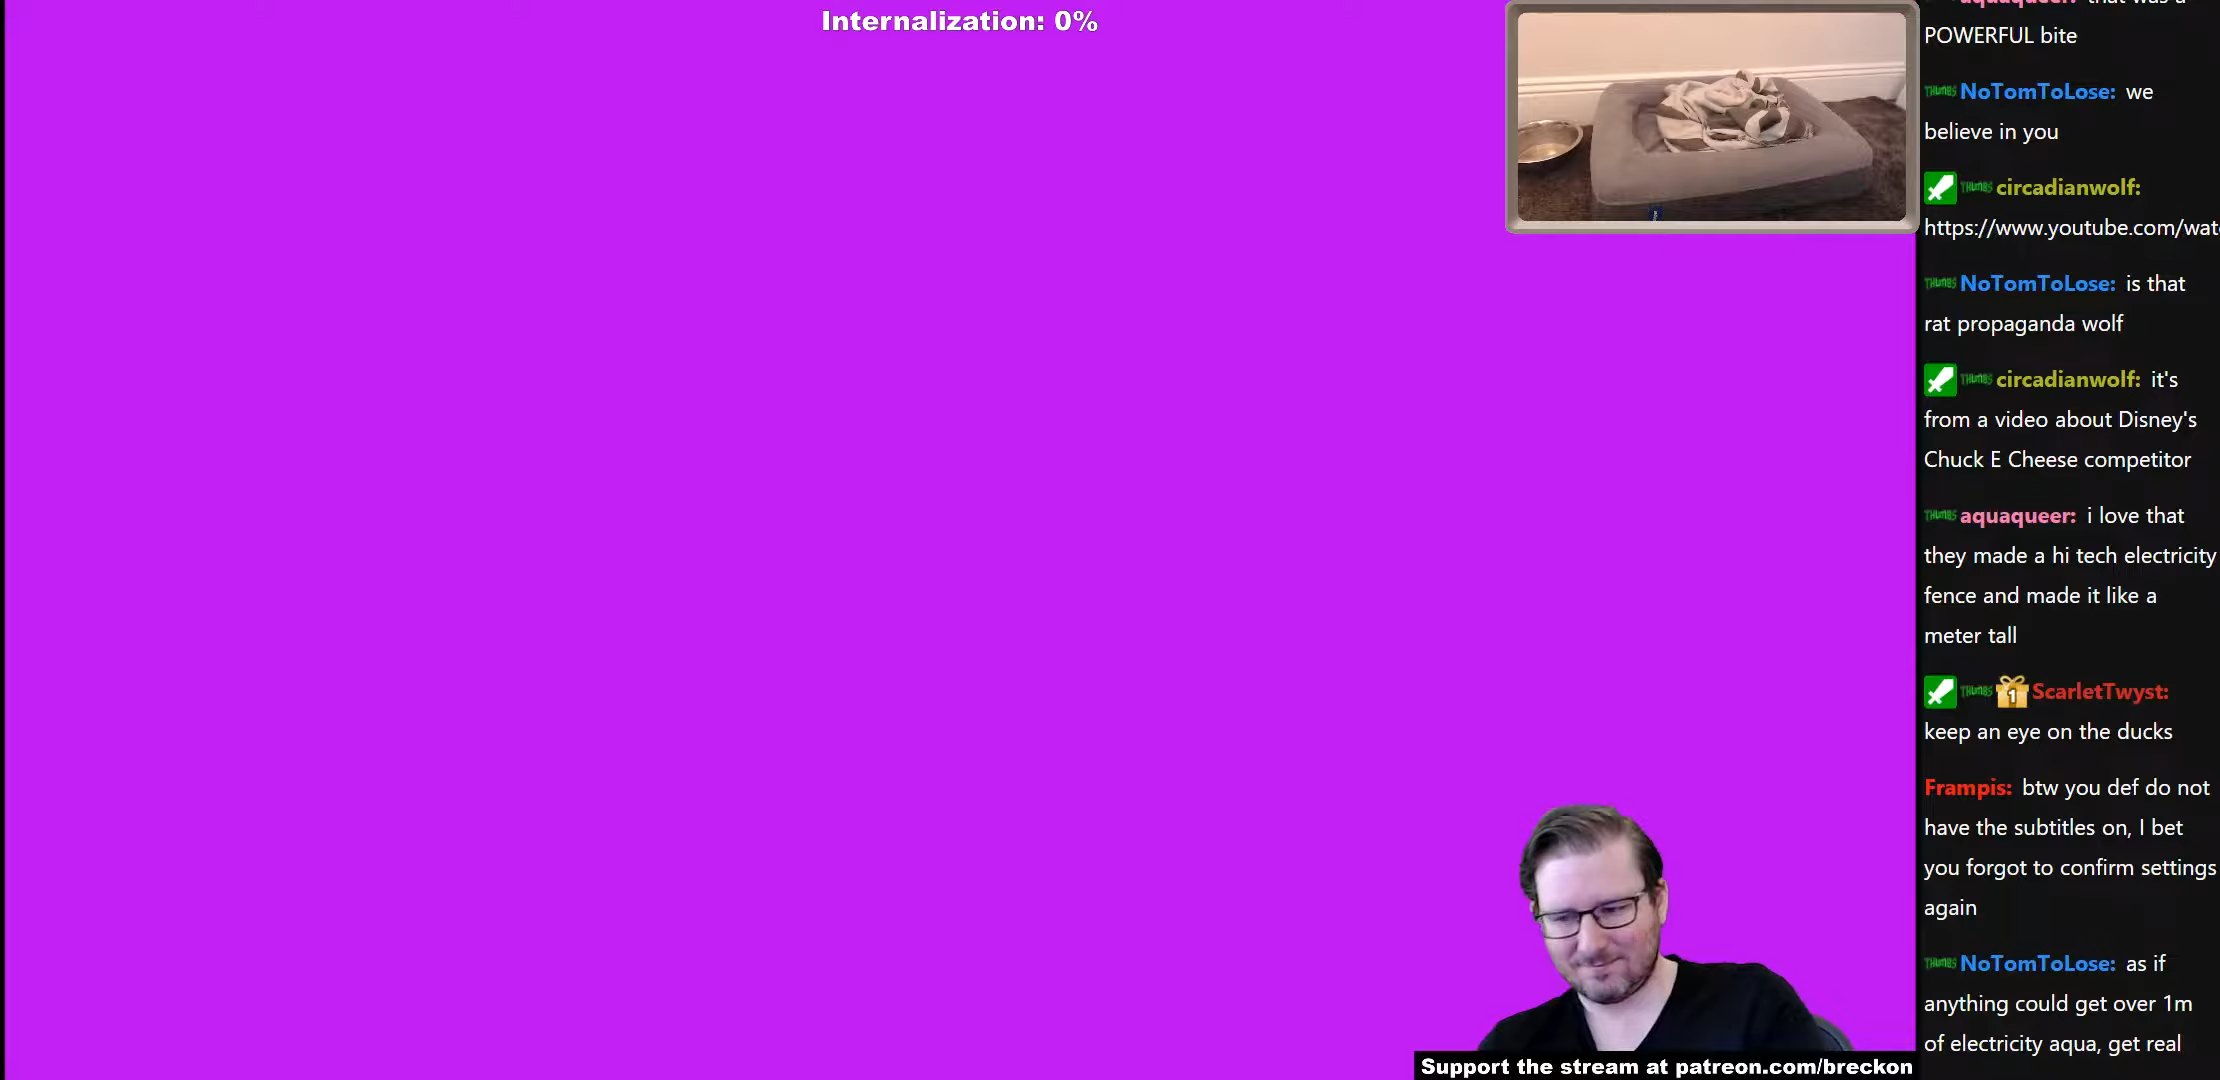 Internalization: 0%
POWERFUL bite
NoTomToLose: we
believe in you
circadianwolf:
https://www.youtube.com/wat
NoTomToLose: is that
rat propaganda wolf
circadianwolf: it's
from a video about Disney's
Chuck E Cheese competitor
aquaqueer: i love that
they made a hi tech electricity
fence and made it like a
meter tall
ScarletTwyst:
keep an eye on the ducks
Frampis: btw you def do not
have the subtitles on, I bet
you forgot to confirm settings
again
NoTomToLose: as if
anything could get over 1m
of electricity aqua, get real
Support the stream at patreon.com/breckon